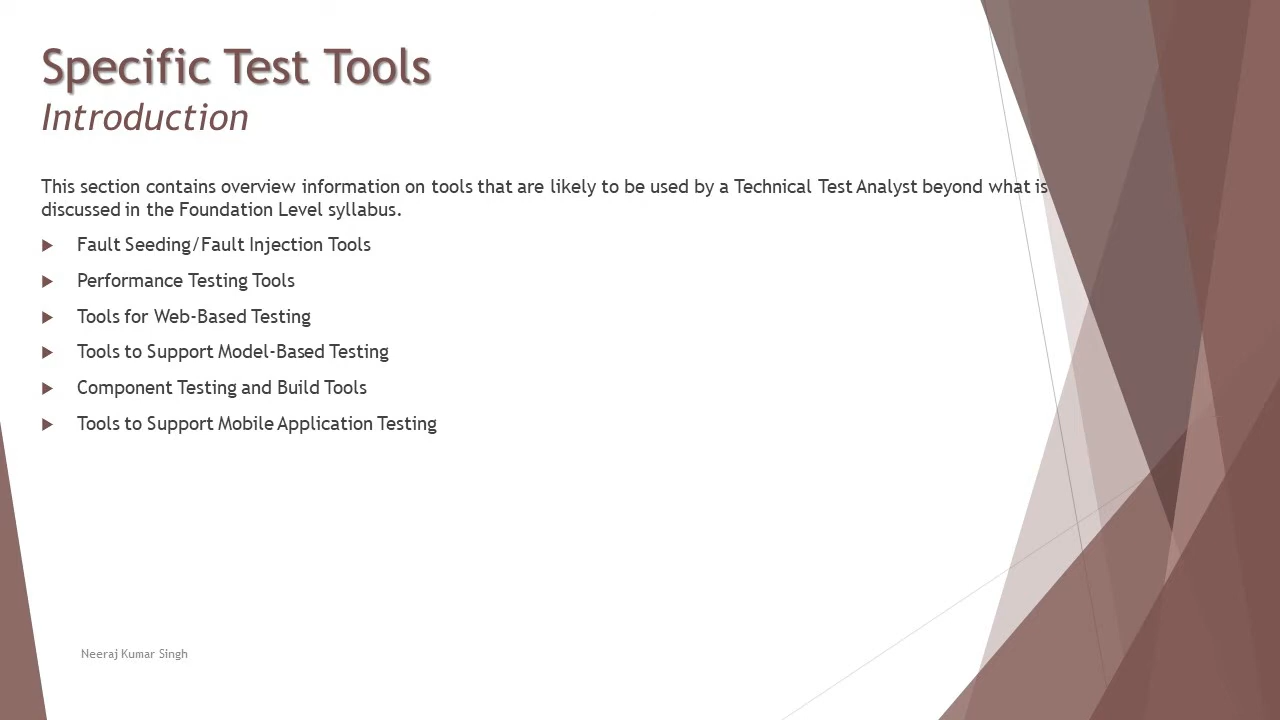 Specific Test Tools
Introduction
This section contains overview information on tools that are likely to be used by a Technical Test Analyst beyond what is
discussed in the Foundation Level syllabus.
Fault Seeding/Fault Injection Tools
Performance Testing Tools
Tools for Web-Based Testing
Tools to Support Model-Based Testing
Component Testing and Build Tools
Tools to Support Mobile Application Testing
Neeraj Kumar Singh